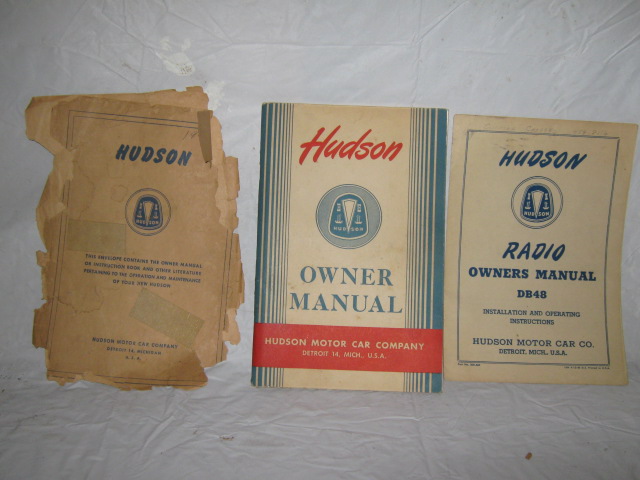 HUDSON
HUDSON
THIS ENVELOPE CONTAINS THE OWNER MANUAL
OR INSTRUCTION BOOK AND OTHER LITERATURE
PERTAINING TO THE OPERATION AND MAINTENANCE
OF YOUR NEW HUDSON
HUDSON MOTOR CAR COMPANY
DETROIT 14, MICHIGAN
U. S. A.
Hudson
HUDSON
OWNER
MANUAL
HUDSON MOTOR CAR COMPANY
DETROIT 14, MICH., U.S.A.
HUDSON
HUDSON
RADIO
OWNERS MANUAL
DB48
INSTALLATION AND OPERATING
INSTRUCTIONS
HUDSON MOTOR CAR CO.
DETROIT, MICH., U.S.A.